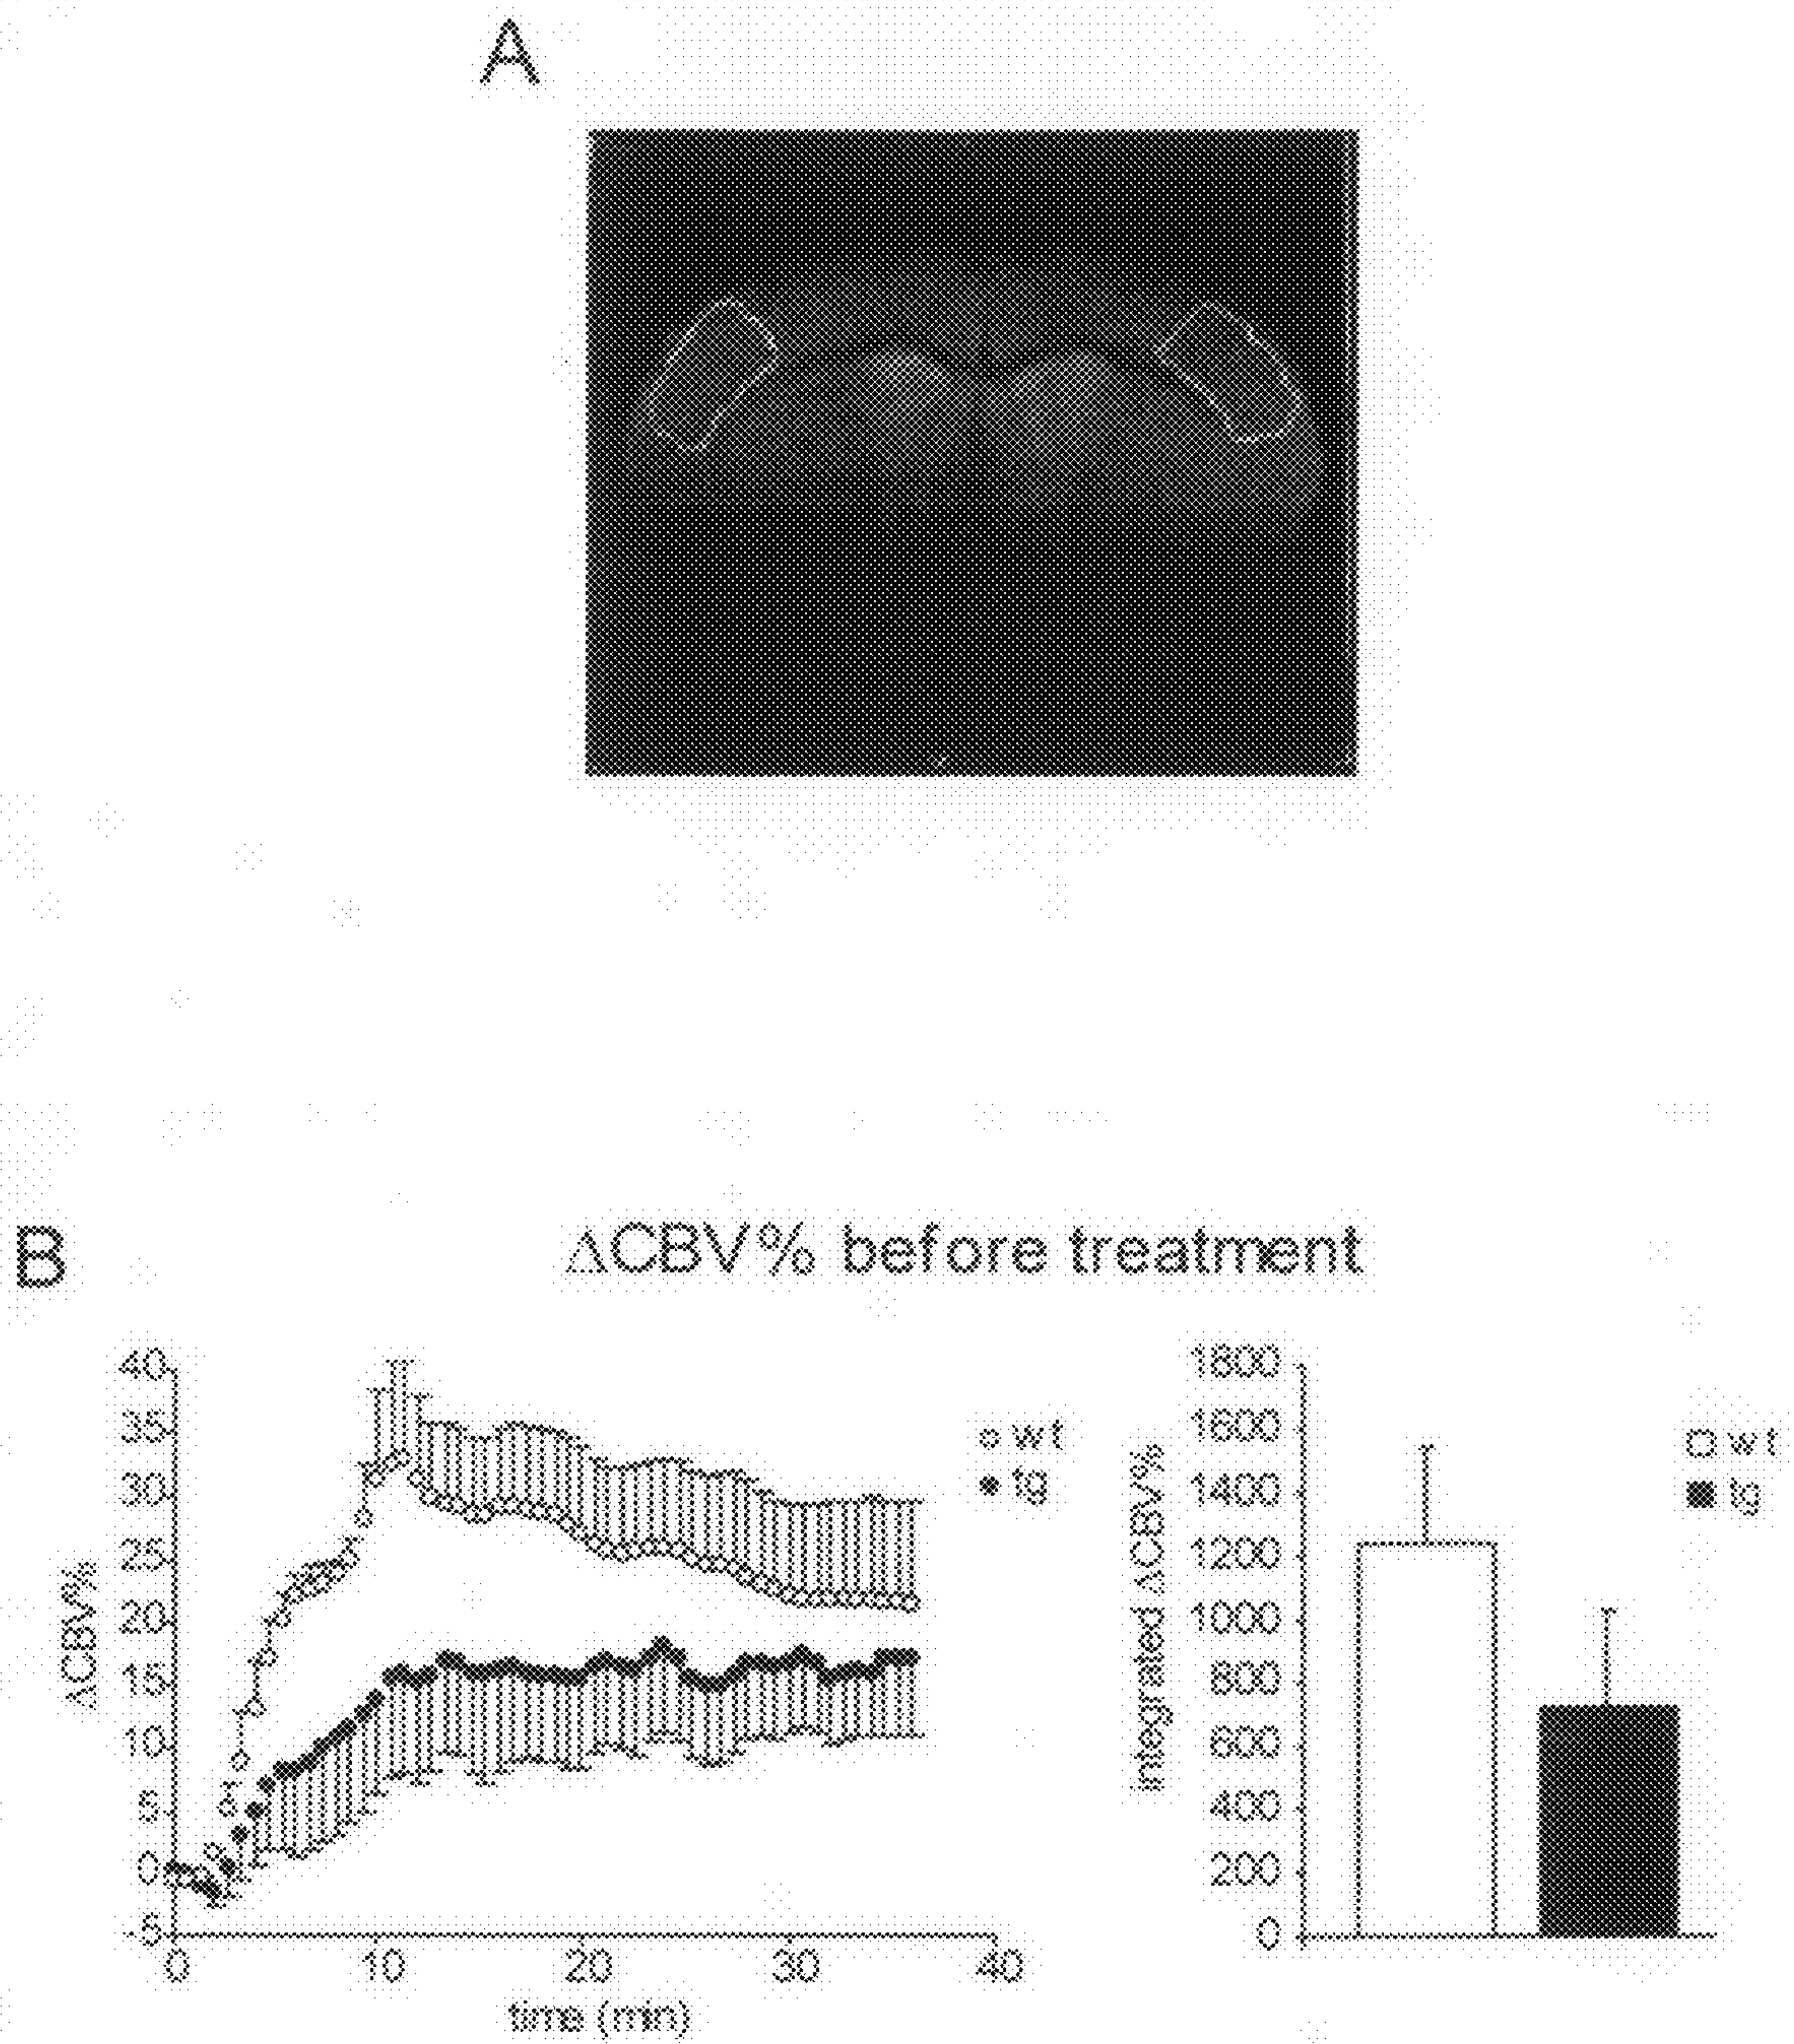 A
B
ΔCBV% before treatment
40
35
30
25
20
15
10
5
0
-5
ΔCBV%
0 10 20 30 40
time (min)
wt
tg
1800
1600
1400
1200
1000
800
600
400
200
0
Integrated ΔCBV%
wt
tg